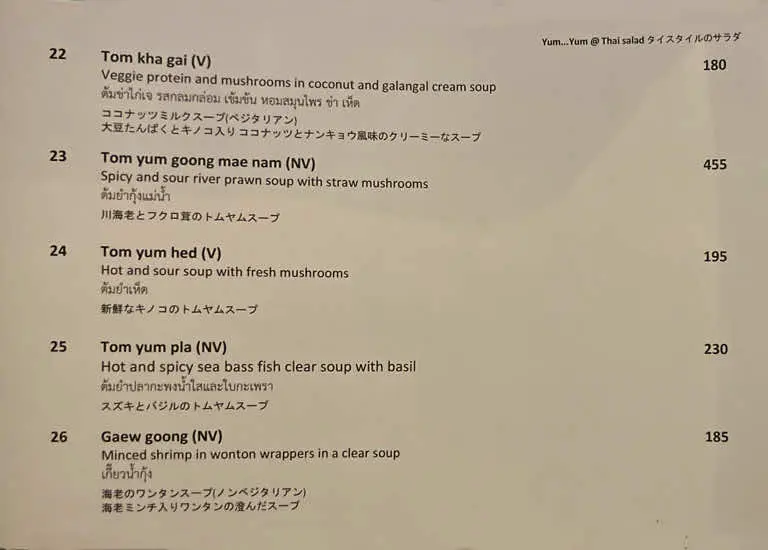 Yum...Yum @ Thai salad タイスタイルのサラダ
22 Tom kha gai (V) 180
Veggie protein and mushrooms in coconut and galangal cream soup
ต้มข่าไก่เจ รสกลมกล่อม เข้มข้น หอมสมุนไพร ข่า เห็ด
ココナッツミルクスープ(ベジタリアン)
大豆たんぱくとキノコ入り ココナッツとナンキョウ風味のクリーミーなスープ
23 Tom yum goong mae nam (NV) 455
Spicy and sour river prawn soup with straw mushrooms
ต้มยำกุ้งแม่น้ำ
川海老とフクロ茸のトムヤムスープ
24 Tom yum hed (V) 195
Hot and sour soup with fresh mushrooms
ต้มยำเห็ด
新鮮なキノコのトムヤムスープ
25 Tom yum pla (NV) 230
Hot and spicy sea bass fish clear soup with basil
ต้มยำปลากะพงน้ำใสและใบกะเพรา
スズキとバジルのトムヤムスープ
26 Gaew goong (NV) 185
Minced shrimp in wonton wrappers in a clear soup
เกี๊ยวน้ำกุ้ง
海老のワンタンスープ(ノンベジタリアン)
海老ミンチ入りワンタンの澄んだスープ